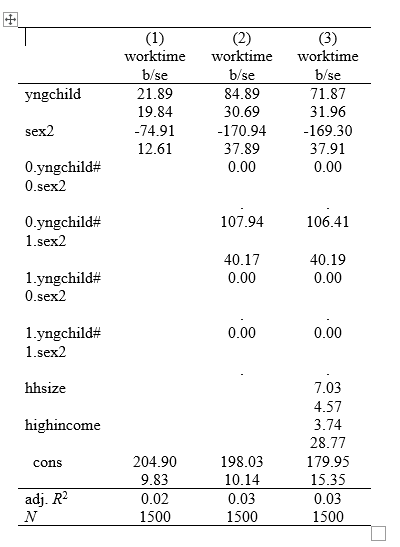 (1) (2) (3)
worktime worktime worktime
b/se b/se b/se
yngchild 21.89 84.89 71.87
19.84 30.69 31.96
sex2 -74.91 -170.94 -169.30
12.61 37.89 37.91
0.yngchild# 0.00 0.00
0.sex2
. .
0.yngchild# 107.94 106.41
1.sex2
40.17 40.19
1.yngchild# 0.00 0.00
0.sex2
. .
1.yngchild# 0.00 0.00
1.sex2
. .
hhsize 7.03
4.57
highincome 3.74
28.77
cons 204.90 198.03 179.95
9.83 10.14 15.35
adj. R² 0.02 0.03 0.03
N 1500 1500 1500